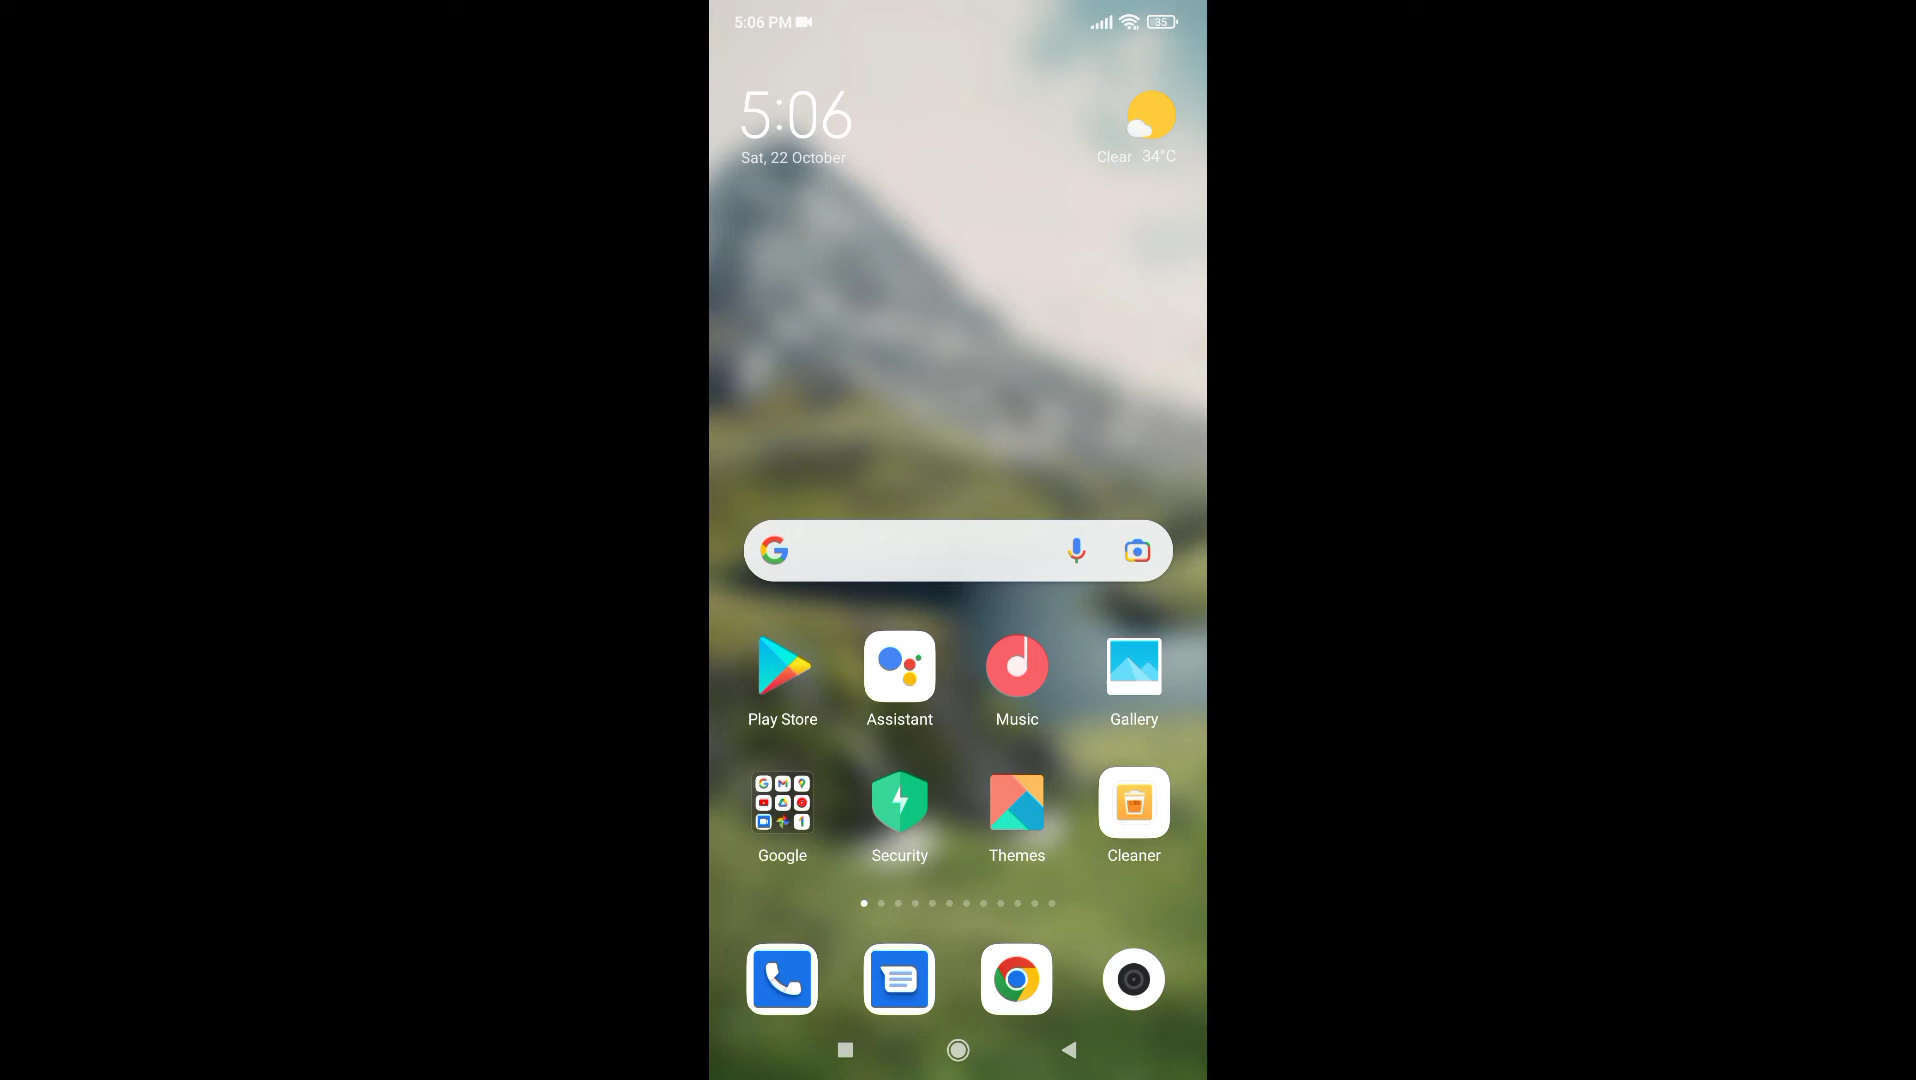 5:06 PM
35
5:06
Sat, 22 October
Clear 34°C
Play Store
Assistant
Music
Gallery
Google
Security
Themes
Cleaner